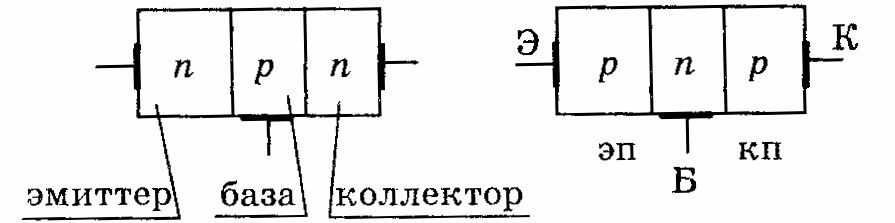 n p n
эмиттер база коллектор
Э К
p n p
эп кп
Б